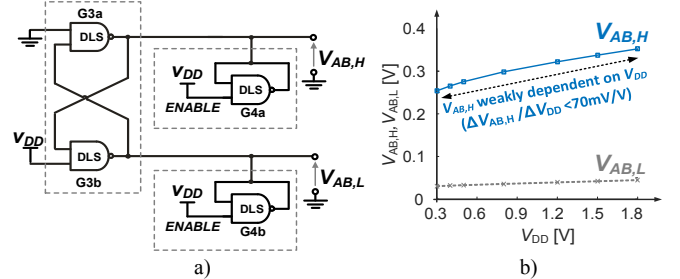 G3a
DLS
V_AB,H
V_DD
DLS
ENABLE
G4a
V_DD
DLS
G3b
V_AB,L
V_DD
DLS
ENABLE
G4b
a)
V_AB,H, V_AB,L [V]
0.4
0.3
0.2
0.1
0
V_AB,H
V_AB,H weakly dependent on V_DD
(ΔV_AB,H /ΔV_DD <70mV/V)
V_AB,L
0.3 0.6 0.9 1.2 1.5 1.8
V_DD [V]
b)